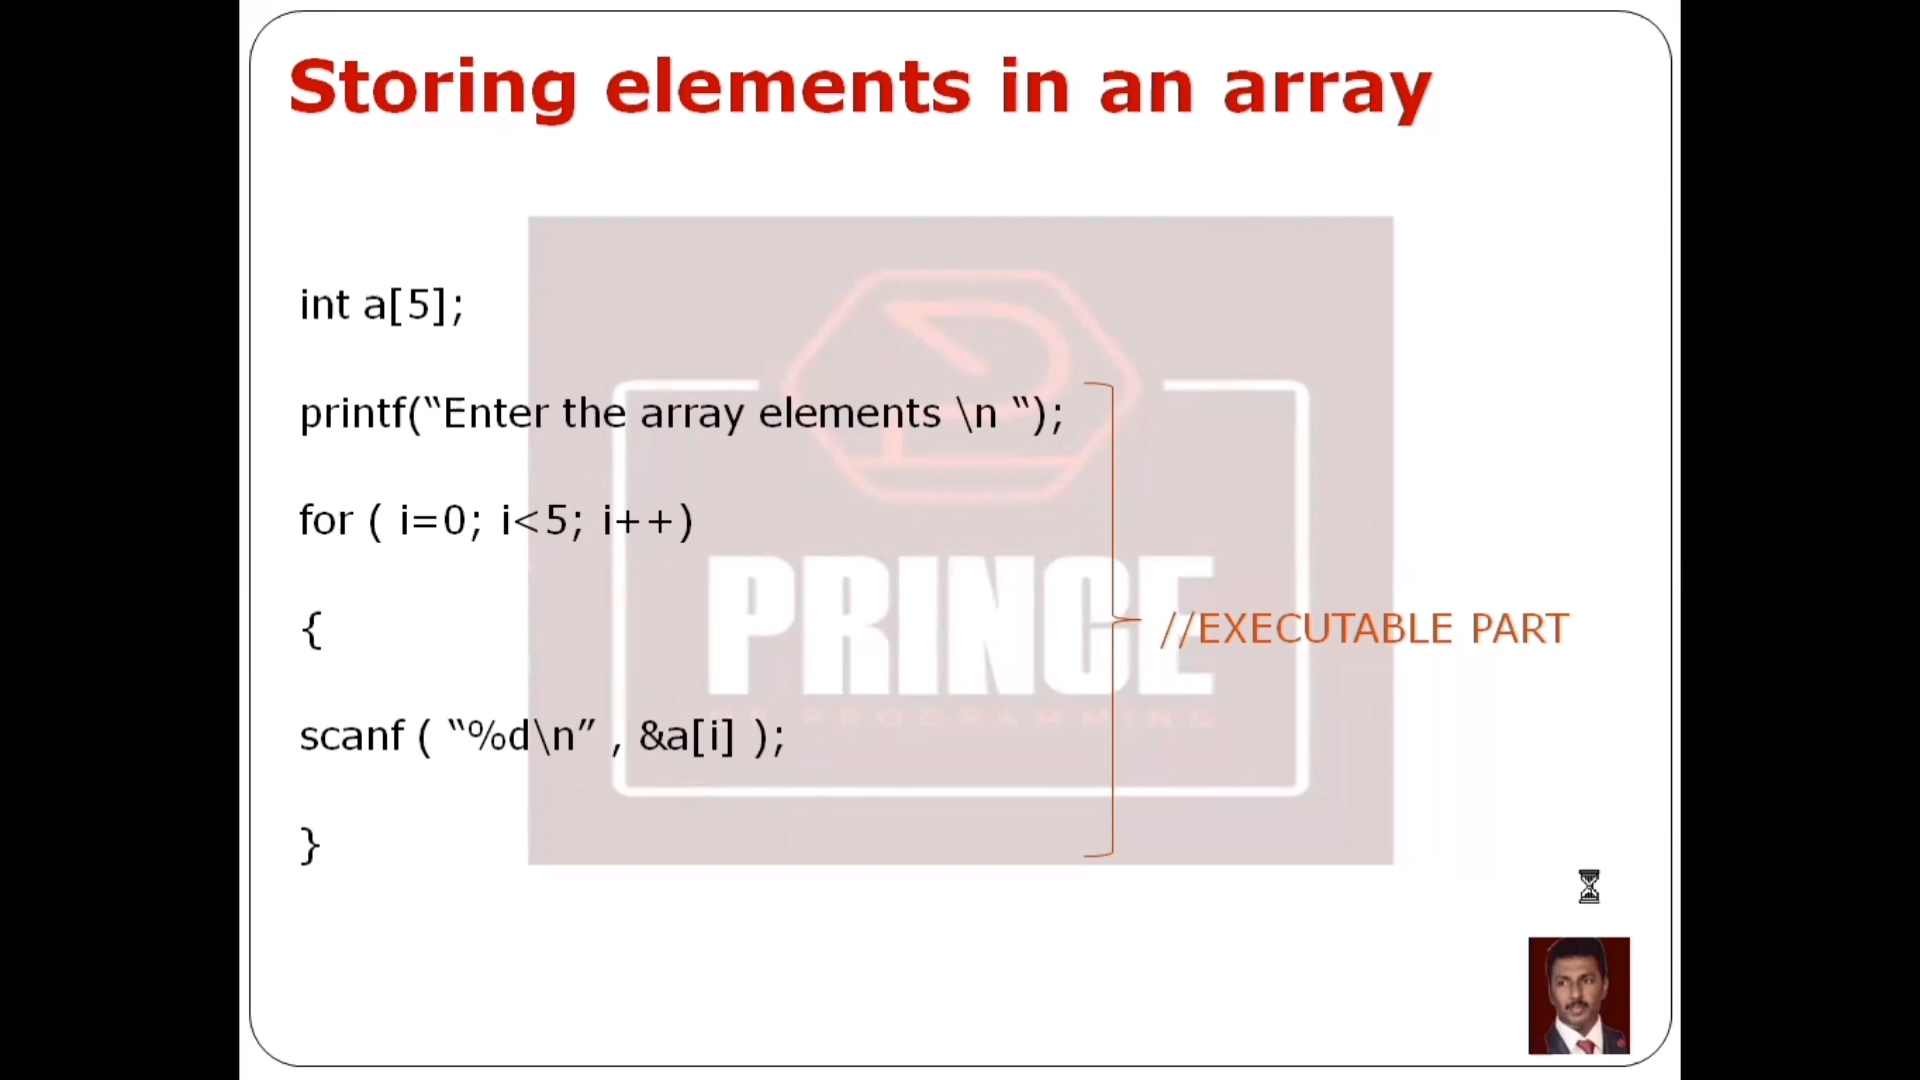 Storing elements in an array
int a[5];
printf(“Enter the array elements \n “);
for ( i=0; i<5; i++)
{
PRINCE
//EXECUTABLE PART
PROGRAMMING
scanf ( “%d\n” , &a[i] );
}